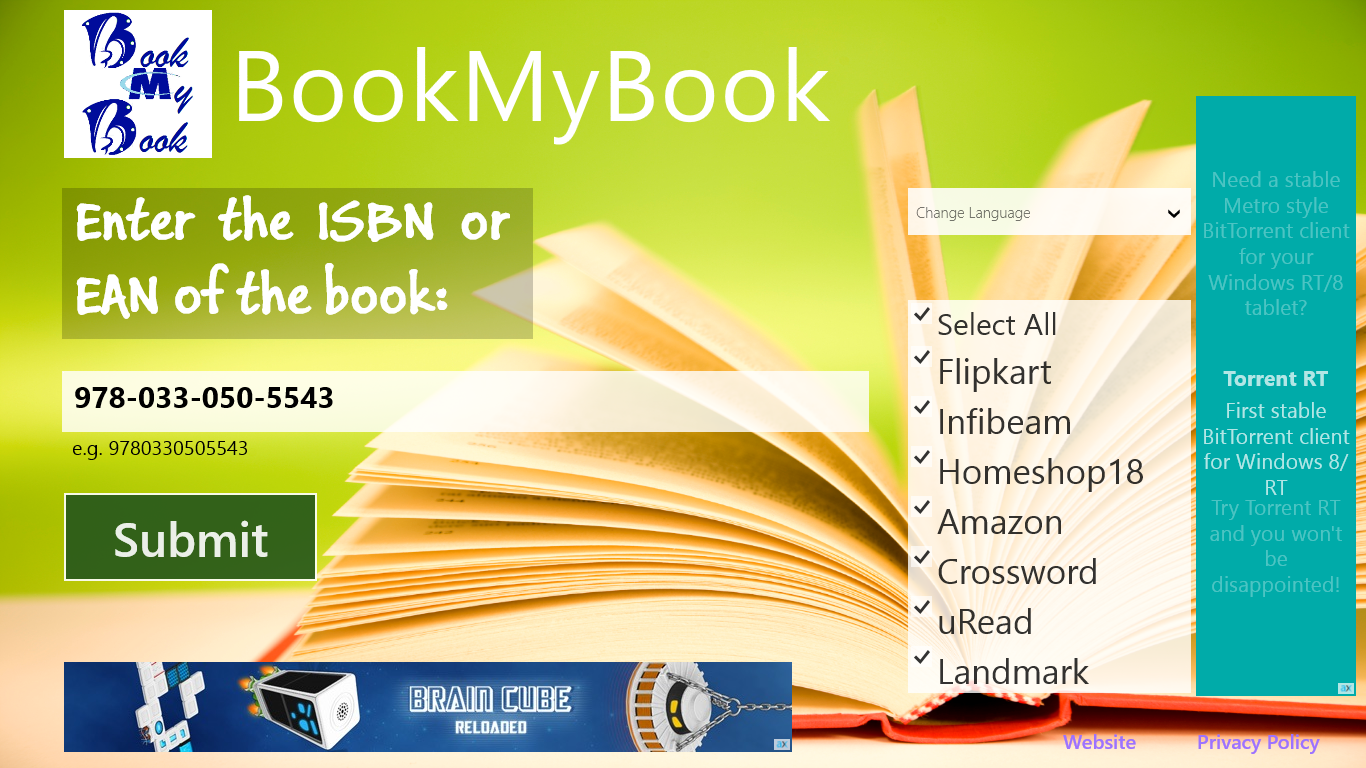 Book
My
Book
BookMyBook
Enter the ISBN or
EAN of the book:
978-033-050-5543
e.g. 9780330505543
Submit
Change Language
Select All
Flipkart
Infibeam
Homeshop18
Amazon
Crossword
uRead
Landmark
Need a stable
Metro style
BitTorrent client
for your
Windows RT/8
tablet?
Torrent RT
First stable
BitTorrent client
for Windows 8/
RT
Try Torrent RT
and you won't
be
disappointed!
BRAIN CUBE
RELOADED
Website
Privacy Policy